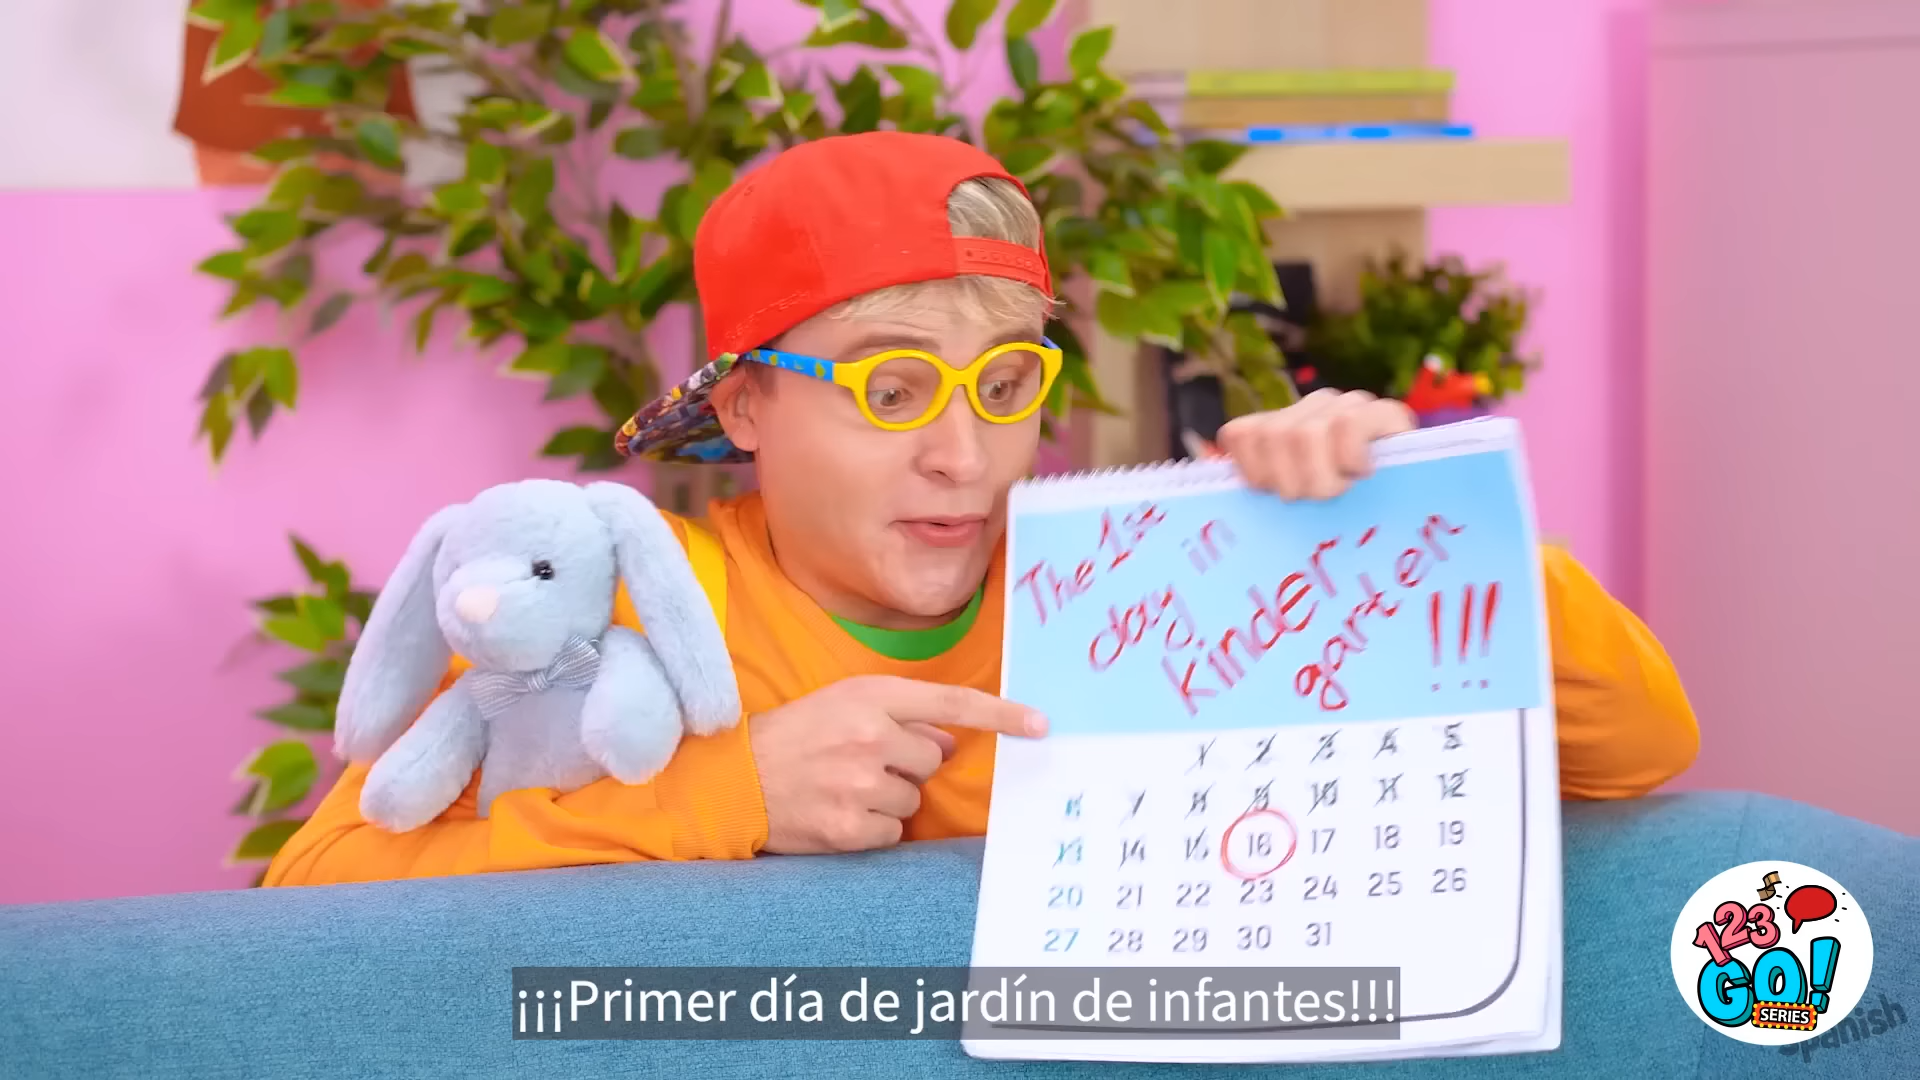 The 1st
day in
kinder-
garten
!!!
1 2 3 4 5
6 7 8 9 10 11 12
13 14 15 16 17 18 19
20 21 22 23 24 25 26
27 28 29 30 31
¡¡¡Primer día de jardín de infantes!!!
123
GO!
SERIES
Spanish